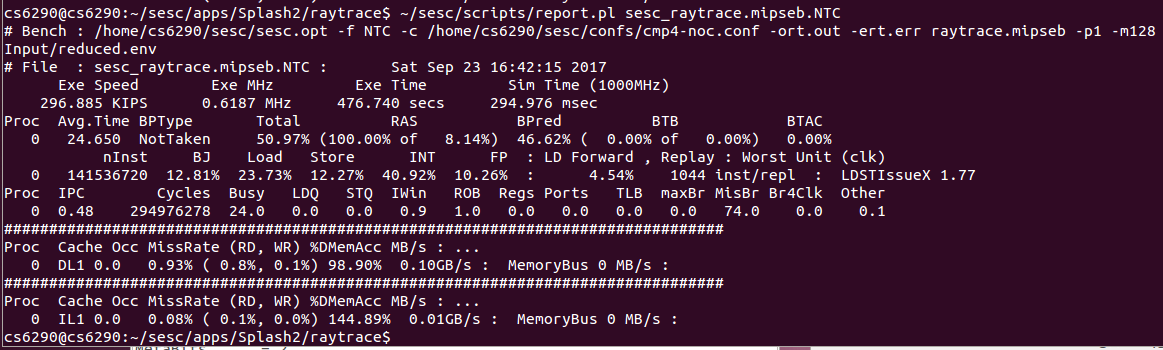 cs6290@cs6290:~/sesc/apps/Splash2/raytrace$ ~/sesc/scripts/report.pl sesc_raytrace.mipseb.NTC
# Bench : /home/cs6290/sesc/sesc.opt -f NTC -c /home/cs6290/sesc/confs/cmp4-noc.conf -ort.out -ert.err raytrace.mipseb -p1 -m128
Input/reduced.env
# File : sesc_raytrace.mipseb.NTC : Sat Sep 23 16:42:15 2017
Exe Speed Exe MHz Exe Time Sim Time (1000MHz)
296.885 KIPS 0.6187 MHz 476.740 secs 294.976 msec
Proc Avg.Time BPType Total RAS BPred BTB BTAC
0 24.650 NotTaken 50.97% (100.00% of 8.14%) 46.62% ( 0.00% of 0.00%) 0.00%
nInst BJ Load Store INT FP : LD Forward , Replay : Worst Unit (clk)
0 141536720 12.81% 23.73% 12.27% 40.92% 10.26% : 4.54% 1044 inst/repl : LDSTIssueX 1.77
Proc IPC Cycles Busy LDQ STQ IWin ROB Regs Ports TLB maxBr MisBr Br4Clk Other
0 0.48 294976278 24.0 0.0 0.0 0.9 1.0 0.0 0.0 0.0 0.0 74.0 0.0 0.1
################################################################################
Proc Cache Occ MissRate (RD, WR) %DMemAcc MB/s : ...
0 DL1 0.0 0.93% ( 0.8%, 0.1%) 98.90% 0.10GB/s : MemoryBus 0 MB/s :
################################################################################
Proc Cache Occ MissRate (RD, WR) %DMemAcc MB/s : ...
0 IL1 0.0 0.08% ( 0.1%, 0.0%) 144.89% 0.01GB/s : MemoryBus 0 MB/s :
cs6290@cs6290:~/sesc/apps/Splash2/raytrace$